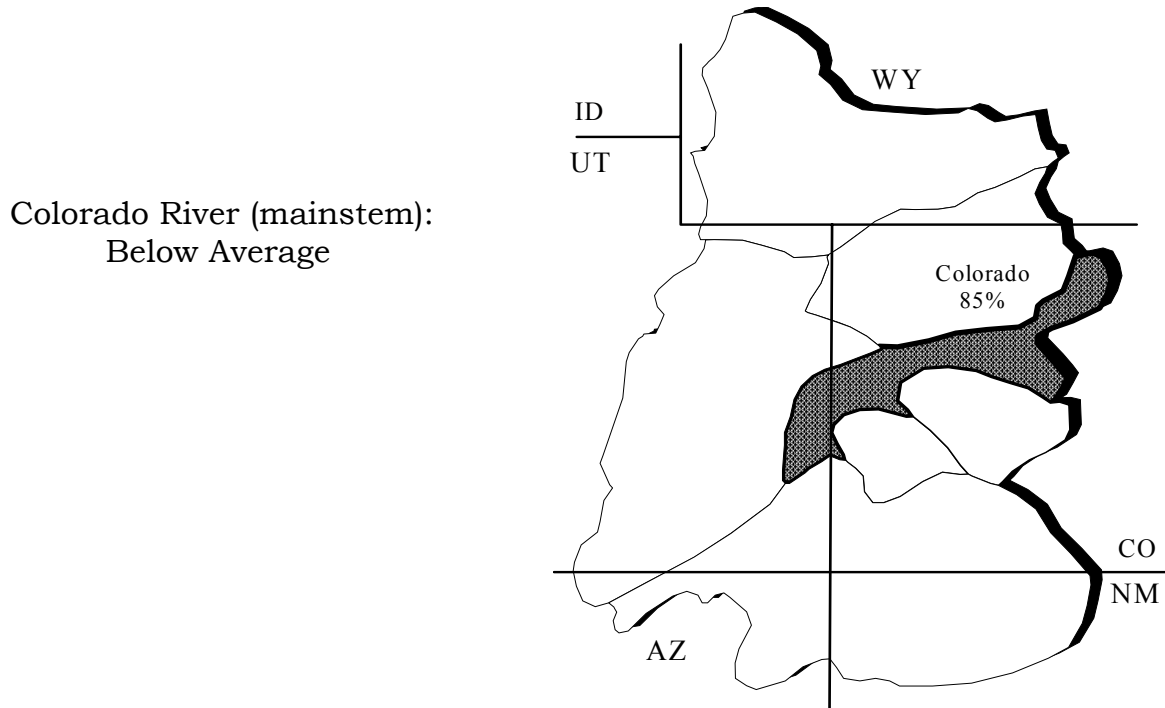 WY
ID
UT
Colorado River (mainstem):
Below Average
Colorado
85%
CO
NM
AZ